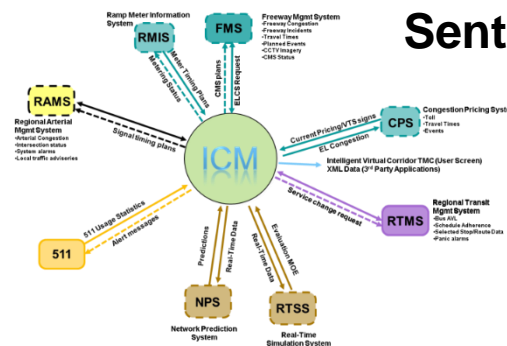 Sent
Ramp Meter Information
System
RMIS
FMS
Freeway Mgmt System
•Freeway Congestion
•Freeway Incidents
•Travel Times
•Planned Events
•CCTV Imagery
•CMS Status
Meter Timing Plans
Metering Status
CMS plans
ELCS Request
RAMS
Regional Arterial
Mgmt System
•Arterial Congestion
•Intersection status
•System alarms
•Local traffic advisories
Signal timing plans
ICM
Current Pricing/VTS signs
EL Congestion
CPS
Congestion Pricing Syst
•Toll
•Travel Times
•Events
Intelligent Virtual Corridor TMC (User Screen)
XML Data (3rd Party Applications)
Service change request
RTMS
Regional Transit
Mgmt System
•Bus AVL
•Schedule Adherence
•Selected Stop/Route Data
•Panic alarms
511 Usage Statistics
Alert messages
511
Predictions
Real-Time Data
NPS
Network Prediction
System
Evaluation MOE
Real-Time Data
RTSS
Real-Time
Simulation System